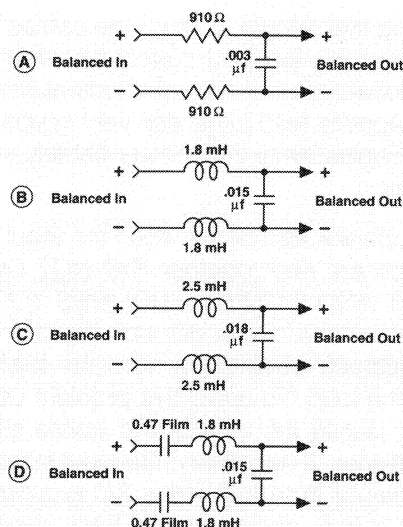 910 Ω
+ +
.003
µf
A Balanced In Balanced Out
– –
910 Ω
1.8 mH
+ +
.015
µf
B Balanced In Balanced Out
– –
1.8 mH
2.5 mH
+ +
.018
µf
C Balanced In Balanced Out
– –
2.5 mH
0.47 Film 1.8 mH
+ +
.015
µf
D Balanced In Balanced Out
– –
0.47 Film 1.8 mH